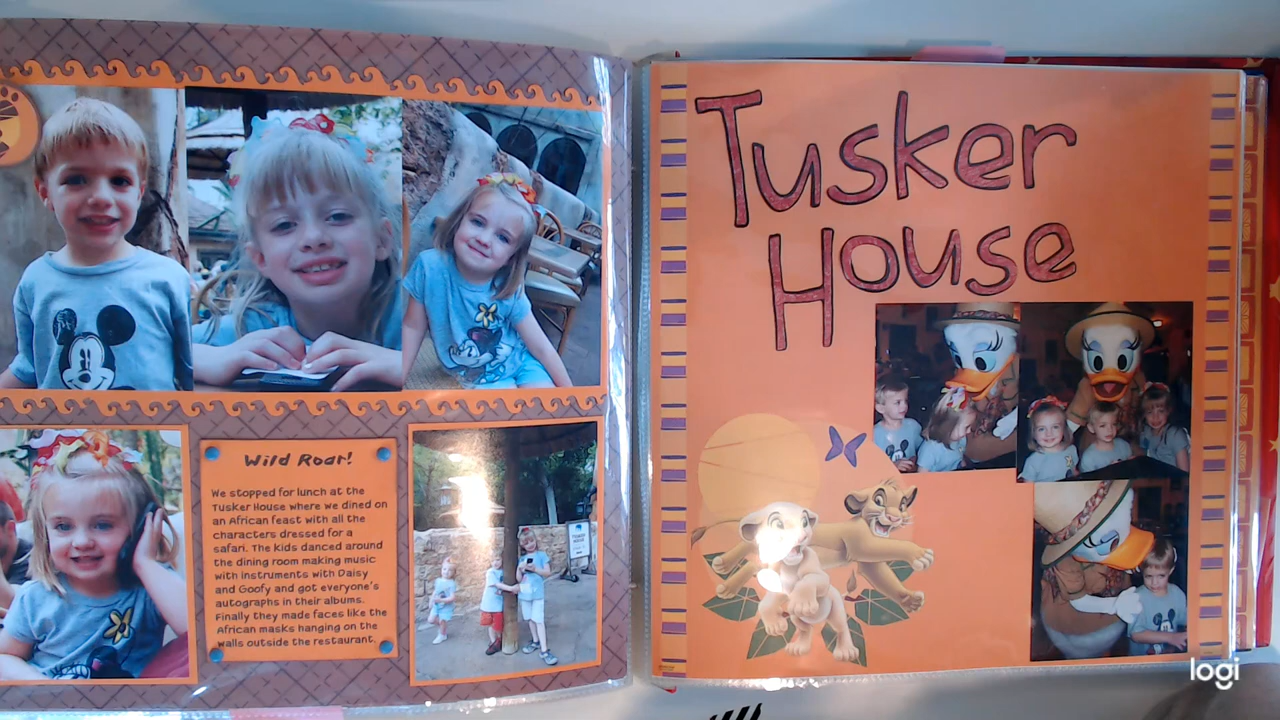 Wild Roar!
We stopped for lunch at the
Tusker House where we dined on
an African feast with all the
characters dressed for a
safari. The kids danced around
the dining room making music
with instruments with Daisy
and Goofy and got everyone's
autographs in their albums.
Finally they made faces like the
African masks hanging on the
walls outside the restaurant.
TUSKER
HOUSE
Tusker
House
logi